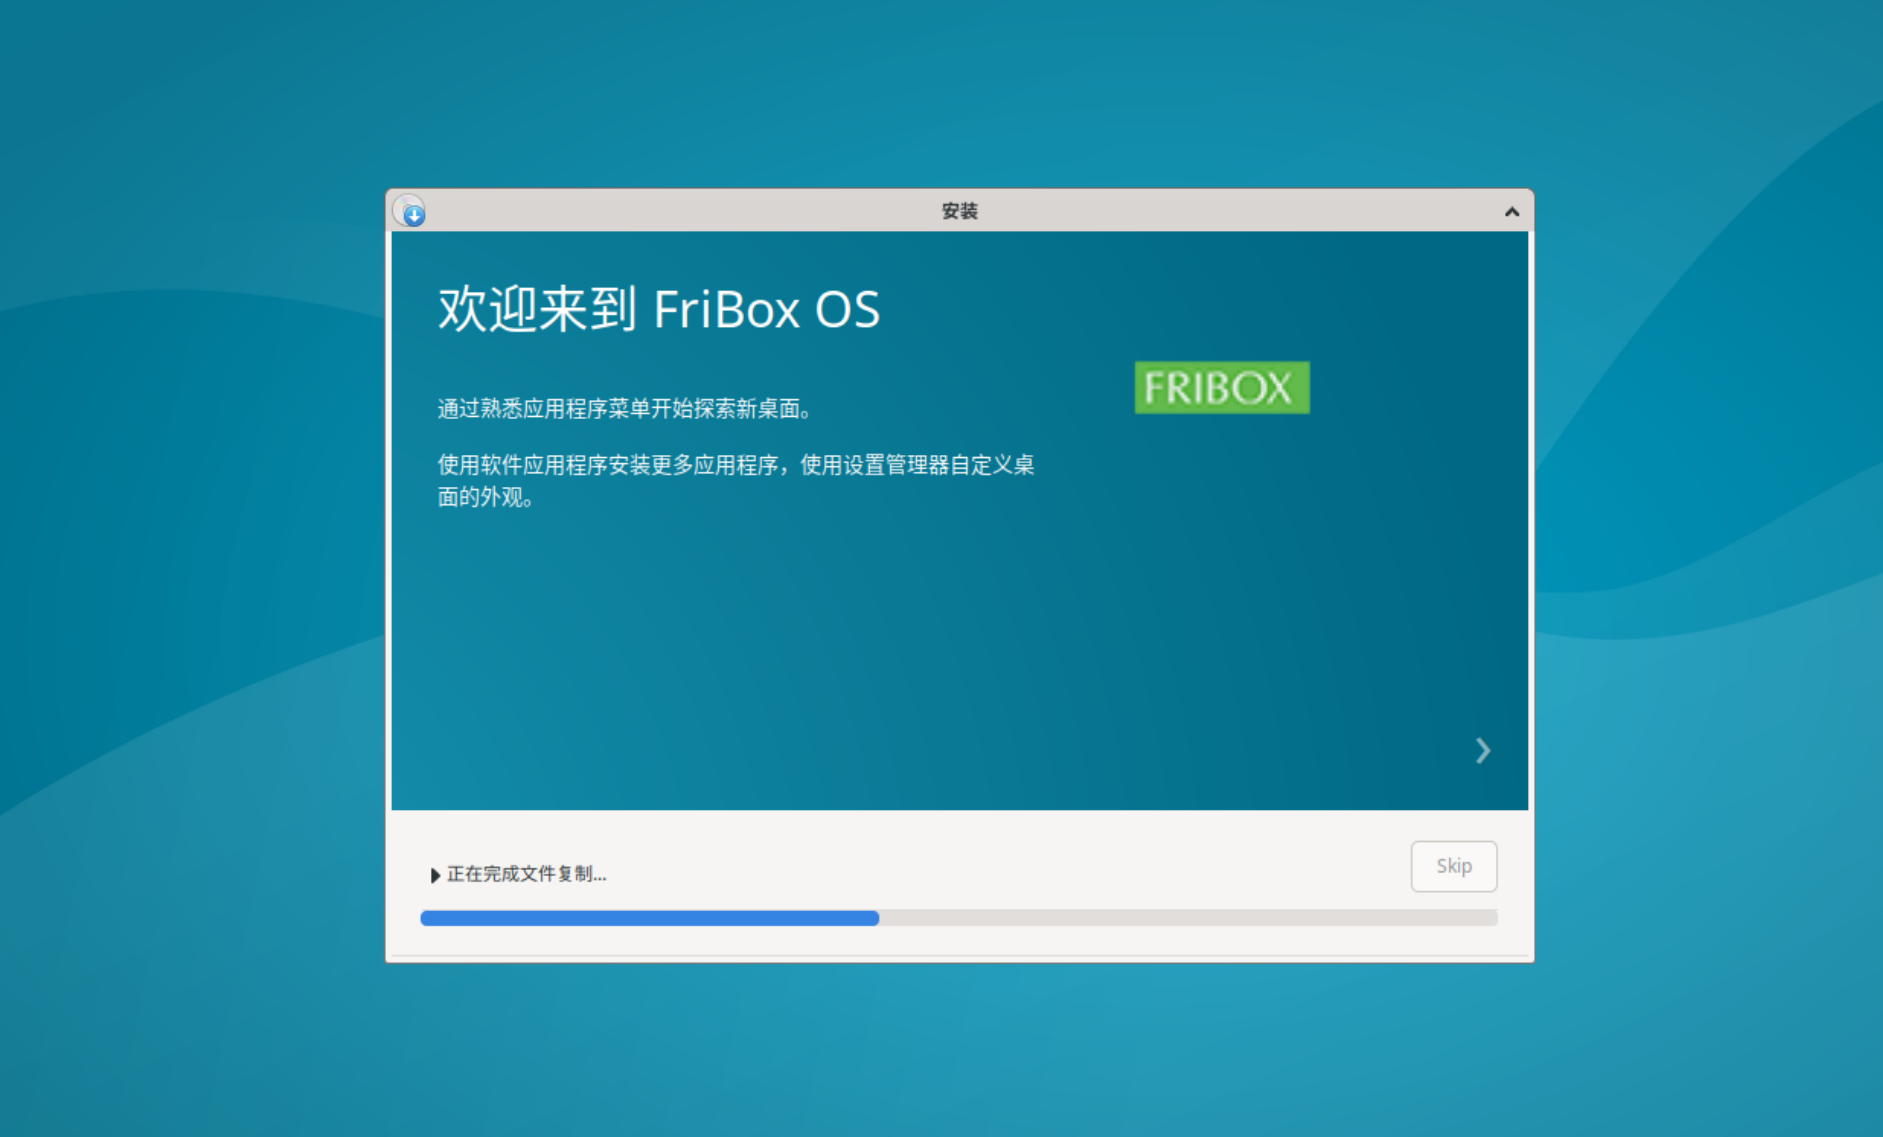 安装
欢迎来到 FriBox OS
FRIBOX
通过熟悉应用程序菜单开始探索新桌面。
使用软件应用程序安装更多应用程序，使用设置管理器自定义桌
面的外观。
正在完成文件复制...
Skip